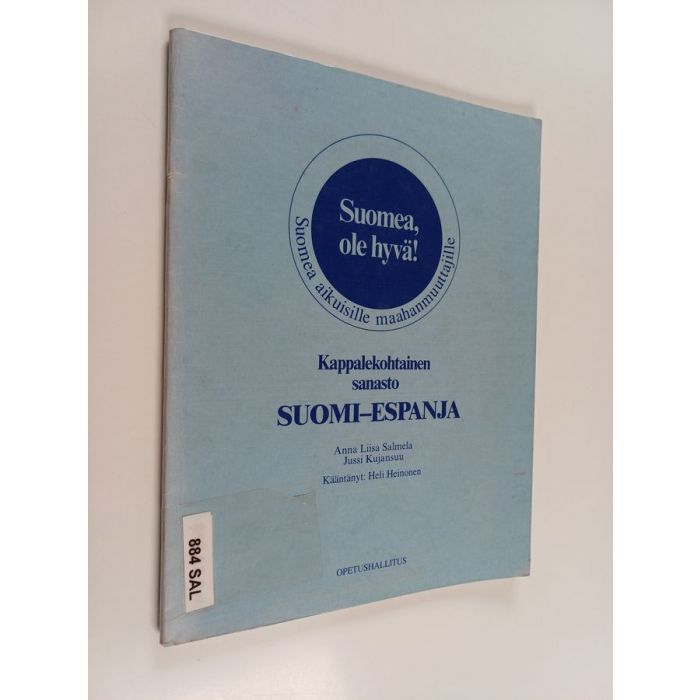 Suomea,
ole hyvä!
Suomea aikuisille maahanmuuttajille
Kappalekohtainen
sanasto
SUOMI–ESPANJA
Anna Liisa Salmela
Jussi Kujansuu
Kääntänyt: Heli Heinonen
884 SAL
OPETUSHALLITUS